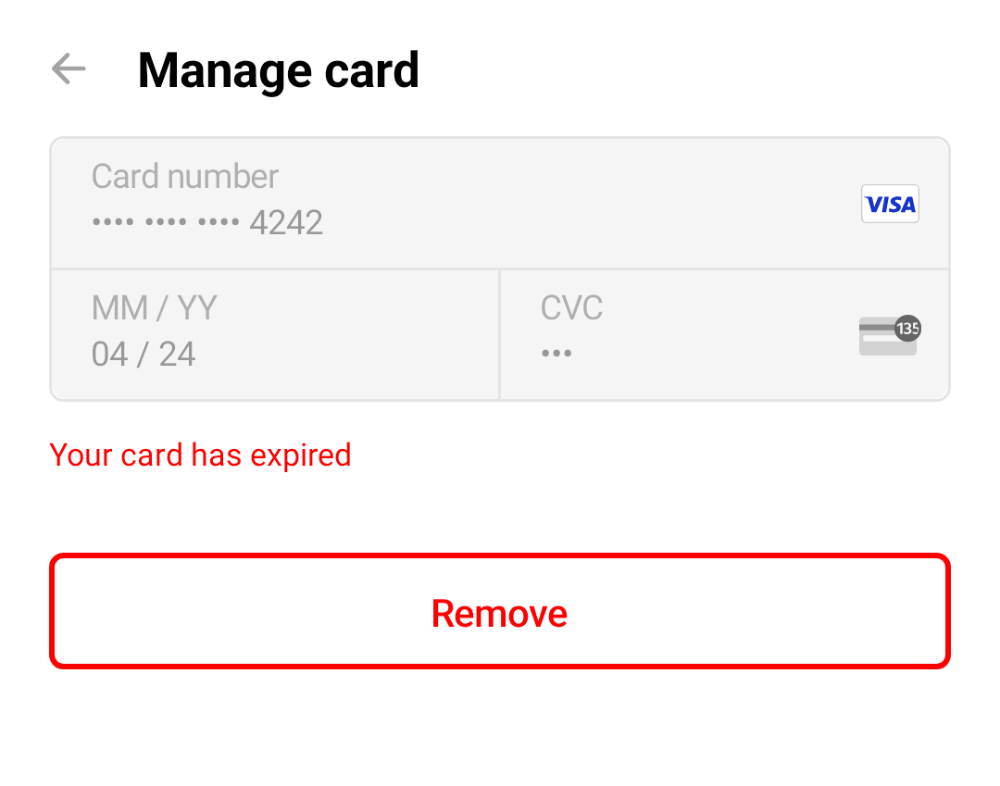 Manage card
Card number
•••• •••• •••• 4242
VISA
MM / YY
04 / 24
CVC
•••
135
Your card has expired
Remove